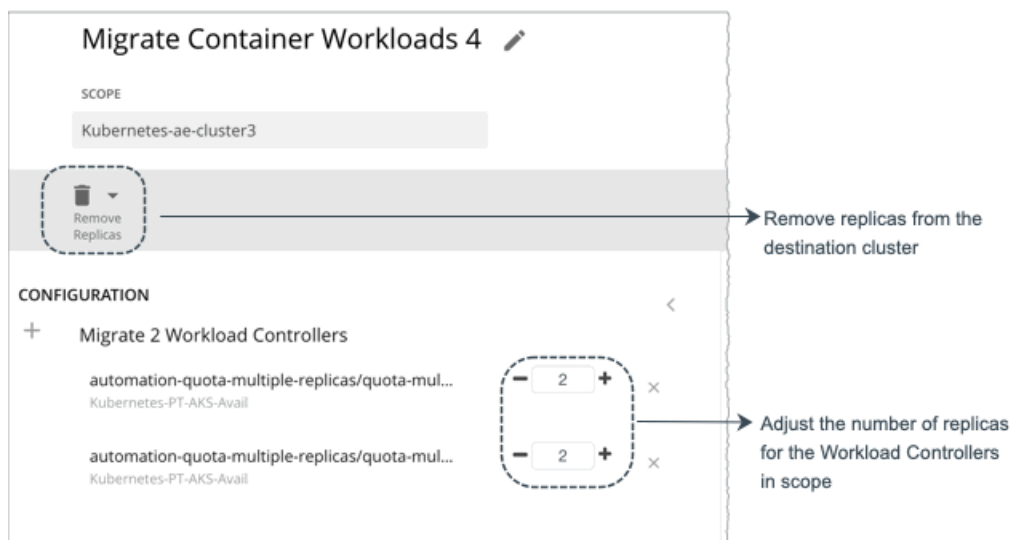 Migrate Container Workloads 4
SCOPE
Kubernetes-ae-cluster3
Remove
Replicas
Remove replicas from the
destination cluster
CONFIGURATION
Migrate 2 Workload Controllers
automation-quota-multiple-replicas/quota-mul...
2
Kubernetes-PT-AKS-Avail
Adjust the number of replicas
for the Workload Controllers
in scope
automation-quota-multiple-replicas/quota-mul...
2
Kubernetes-PT-AKS-Avail